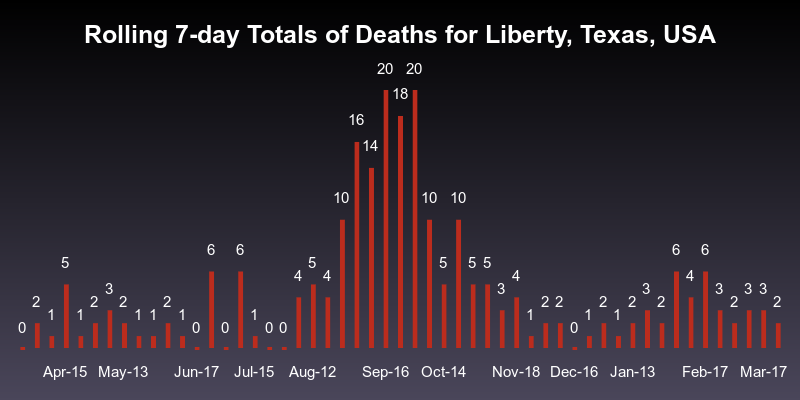 Rolling 7-day Totals of Deaths for Liberty, Texas, USA
0 2 1 5 1 2 3 2 1 1 2 1 0 6 0 6 1 0 0 4 5 4 10 16 14 20 18 20 10 5 10 5 5 3 4 1 2 2 0 1 2 1 2 3 2 6 4 6 3 2 3 3 2
Apr-15 May-13 Jun-17 Jul-15 Aug-12 Sep-16 Oct-14 Nov-18 Dec-16 Jan-13 Feb-17 Mar-17